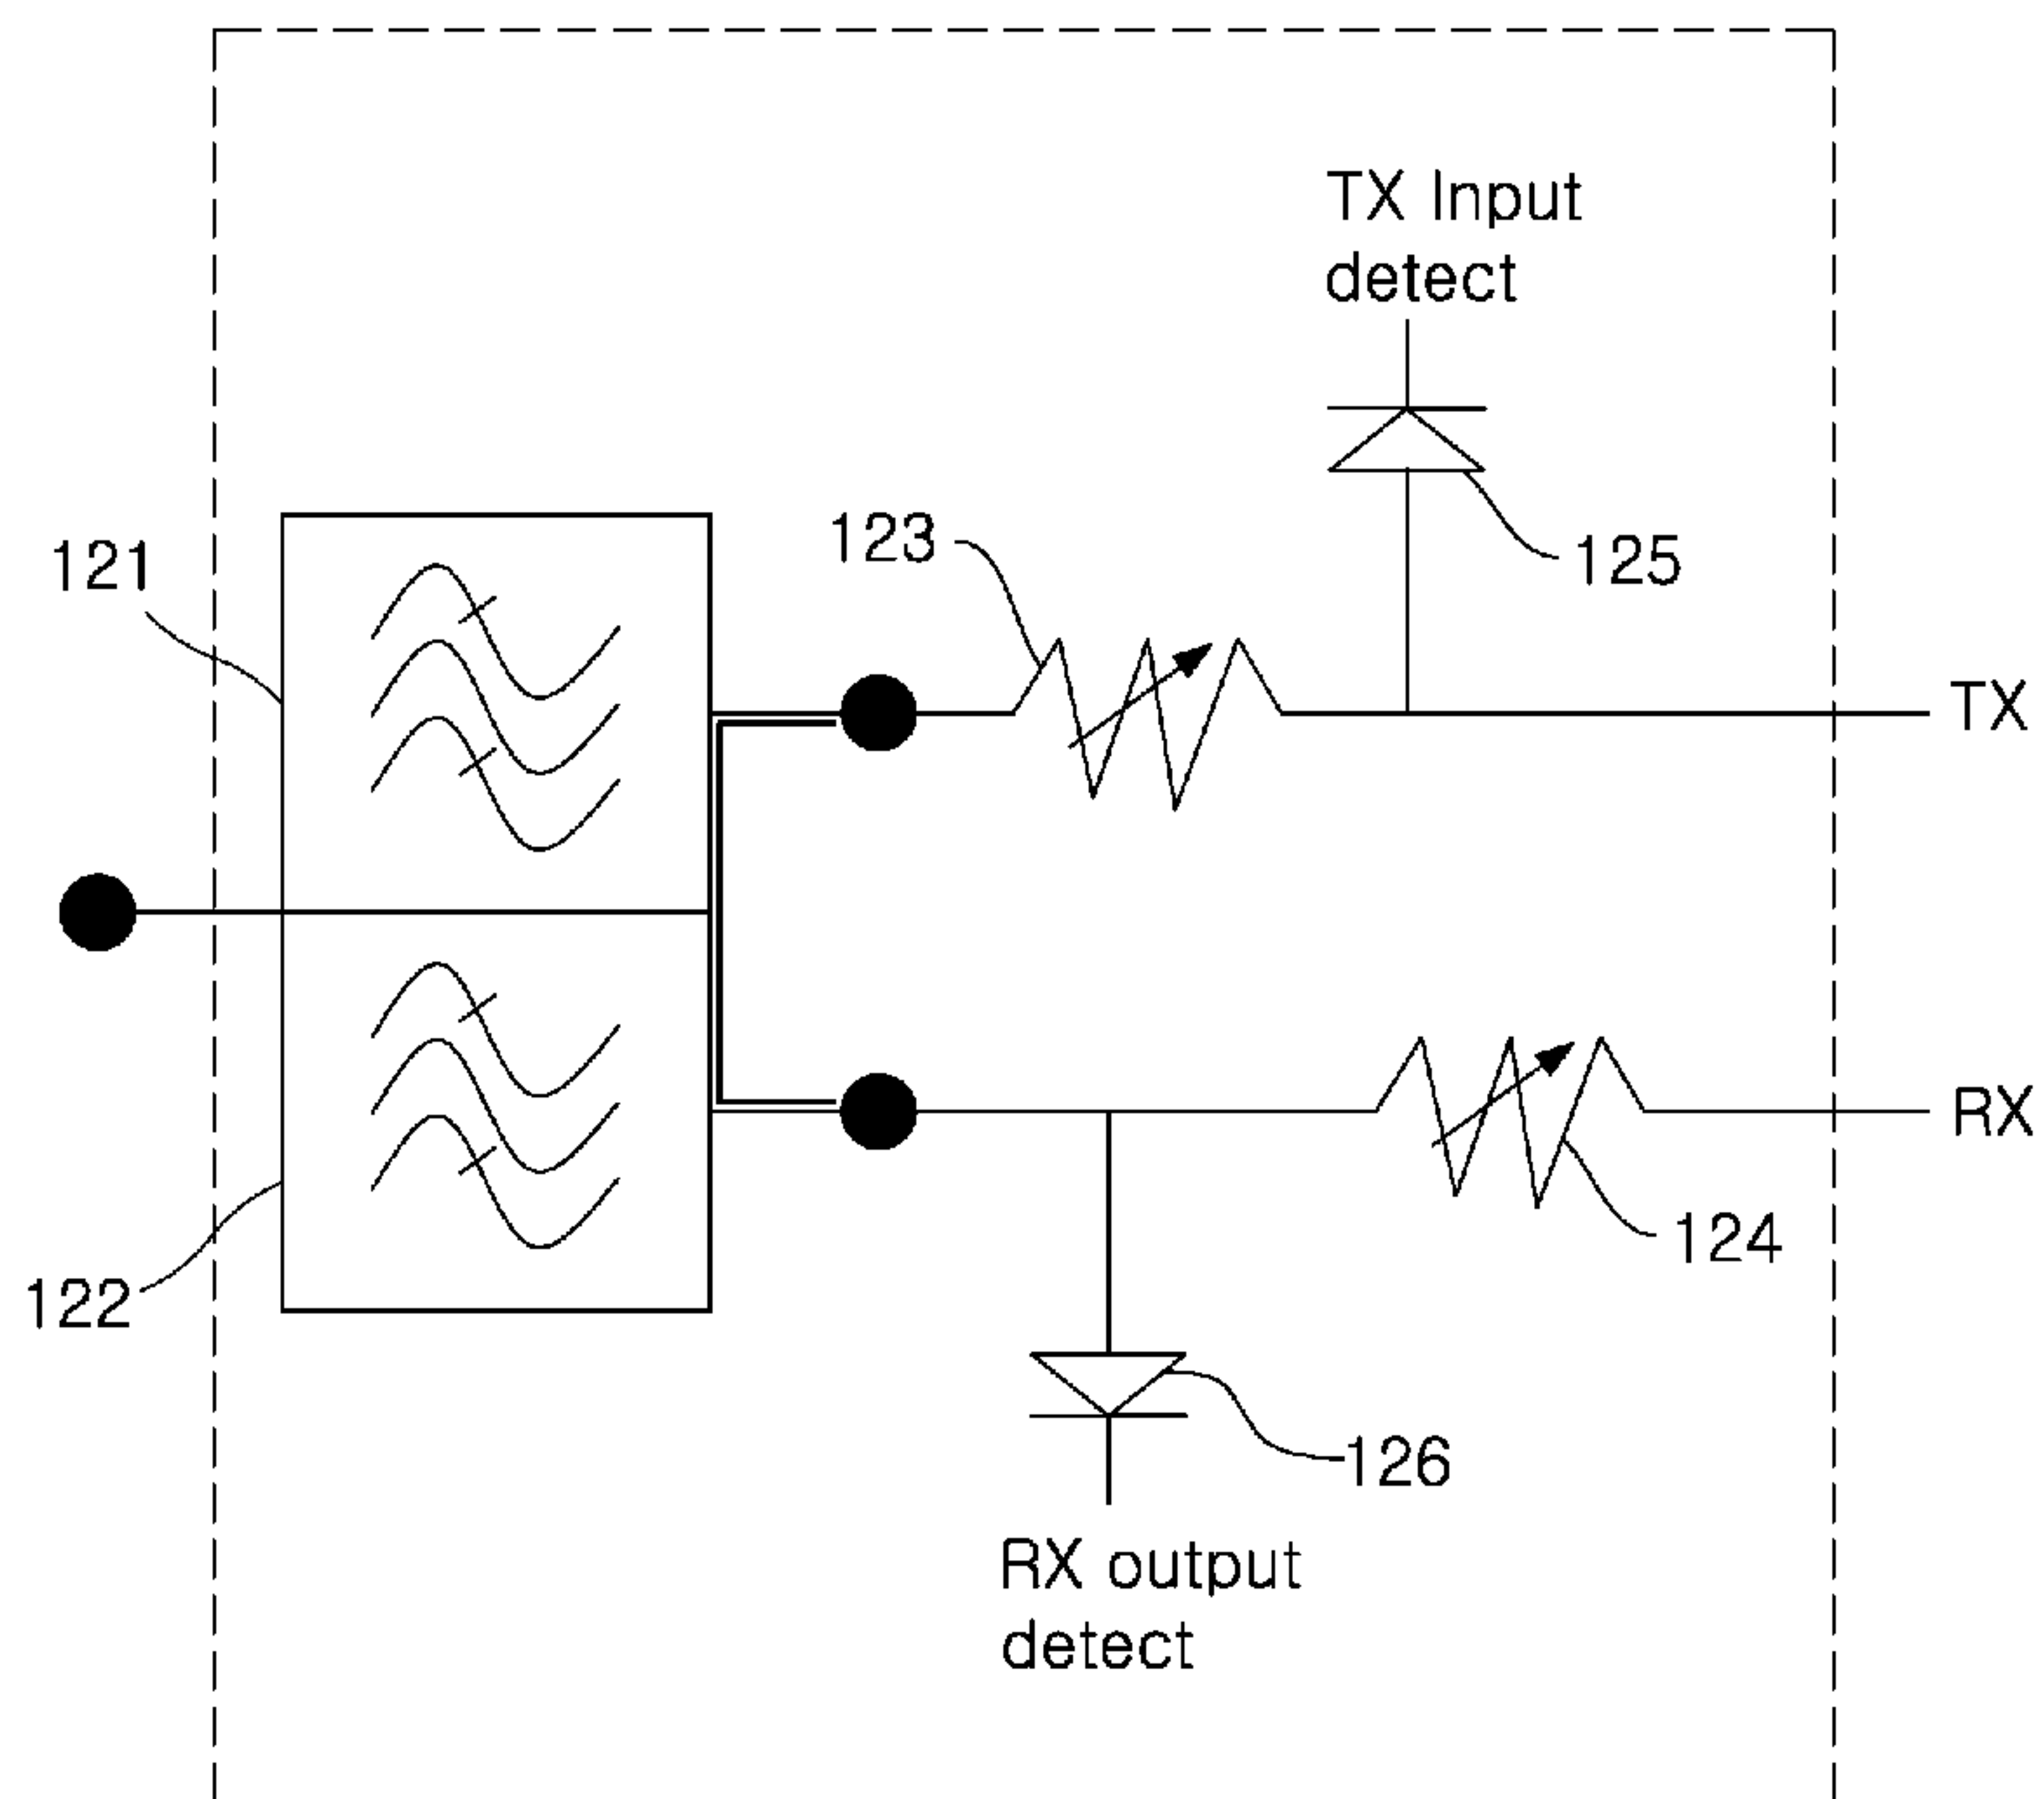 TX Input
detect
123
125
121
TX
RX
124
122
126
RX output
detect